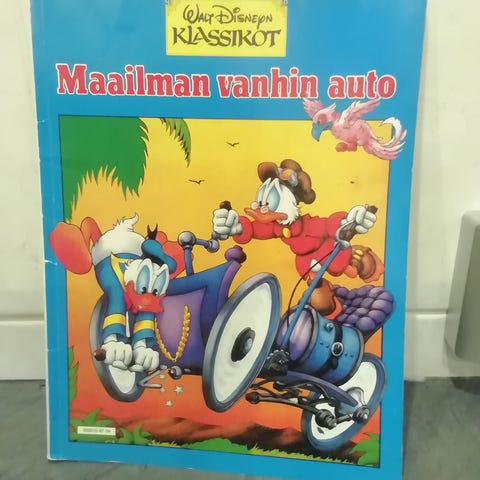 Walt Disneyn
KLASSIKOT
Maailman vanhin auto